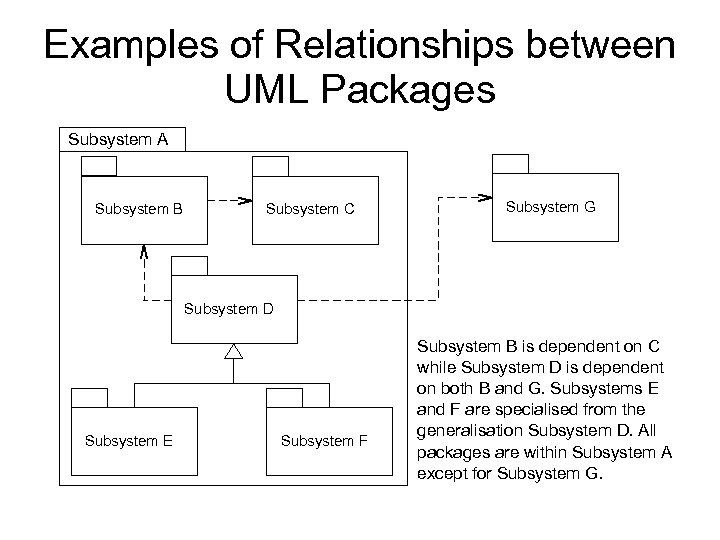 Examples of Relationships between
UML Packages
Subsystem A
Subsystem B
Subsystem C
Subsystem G
Subsystem D
Subsystem E
Subsystem F
Subsystem B is dependent on C
while Subsystem D is dependent
on both B and G. Subsystems E
and F are specialised from the
generalisation Subsystem D. All
packages are within Subsystem A
except for Subsystem G.